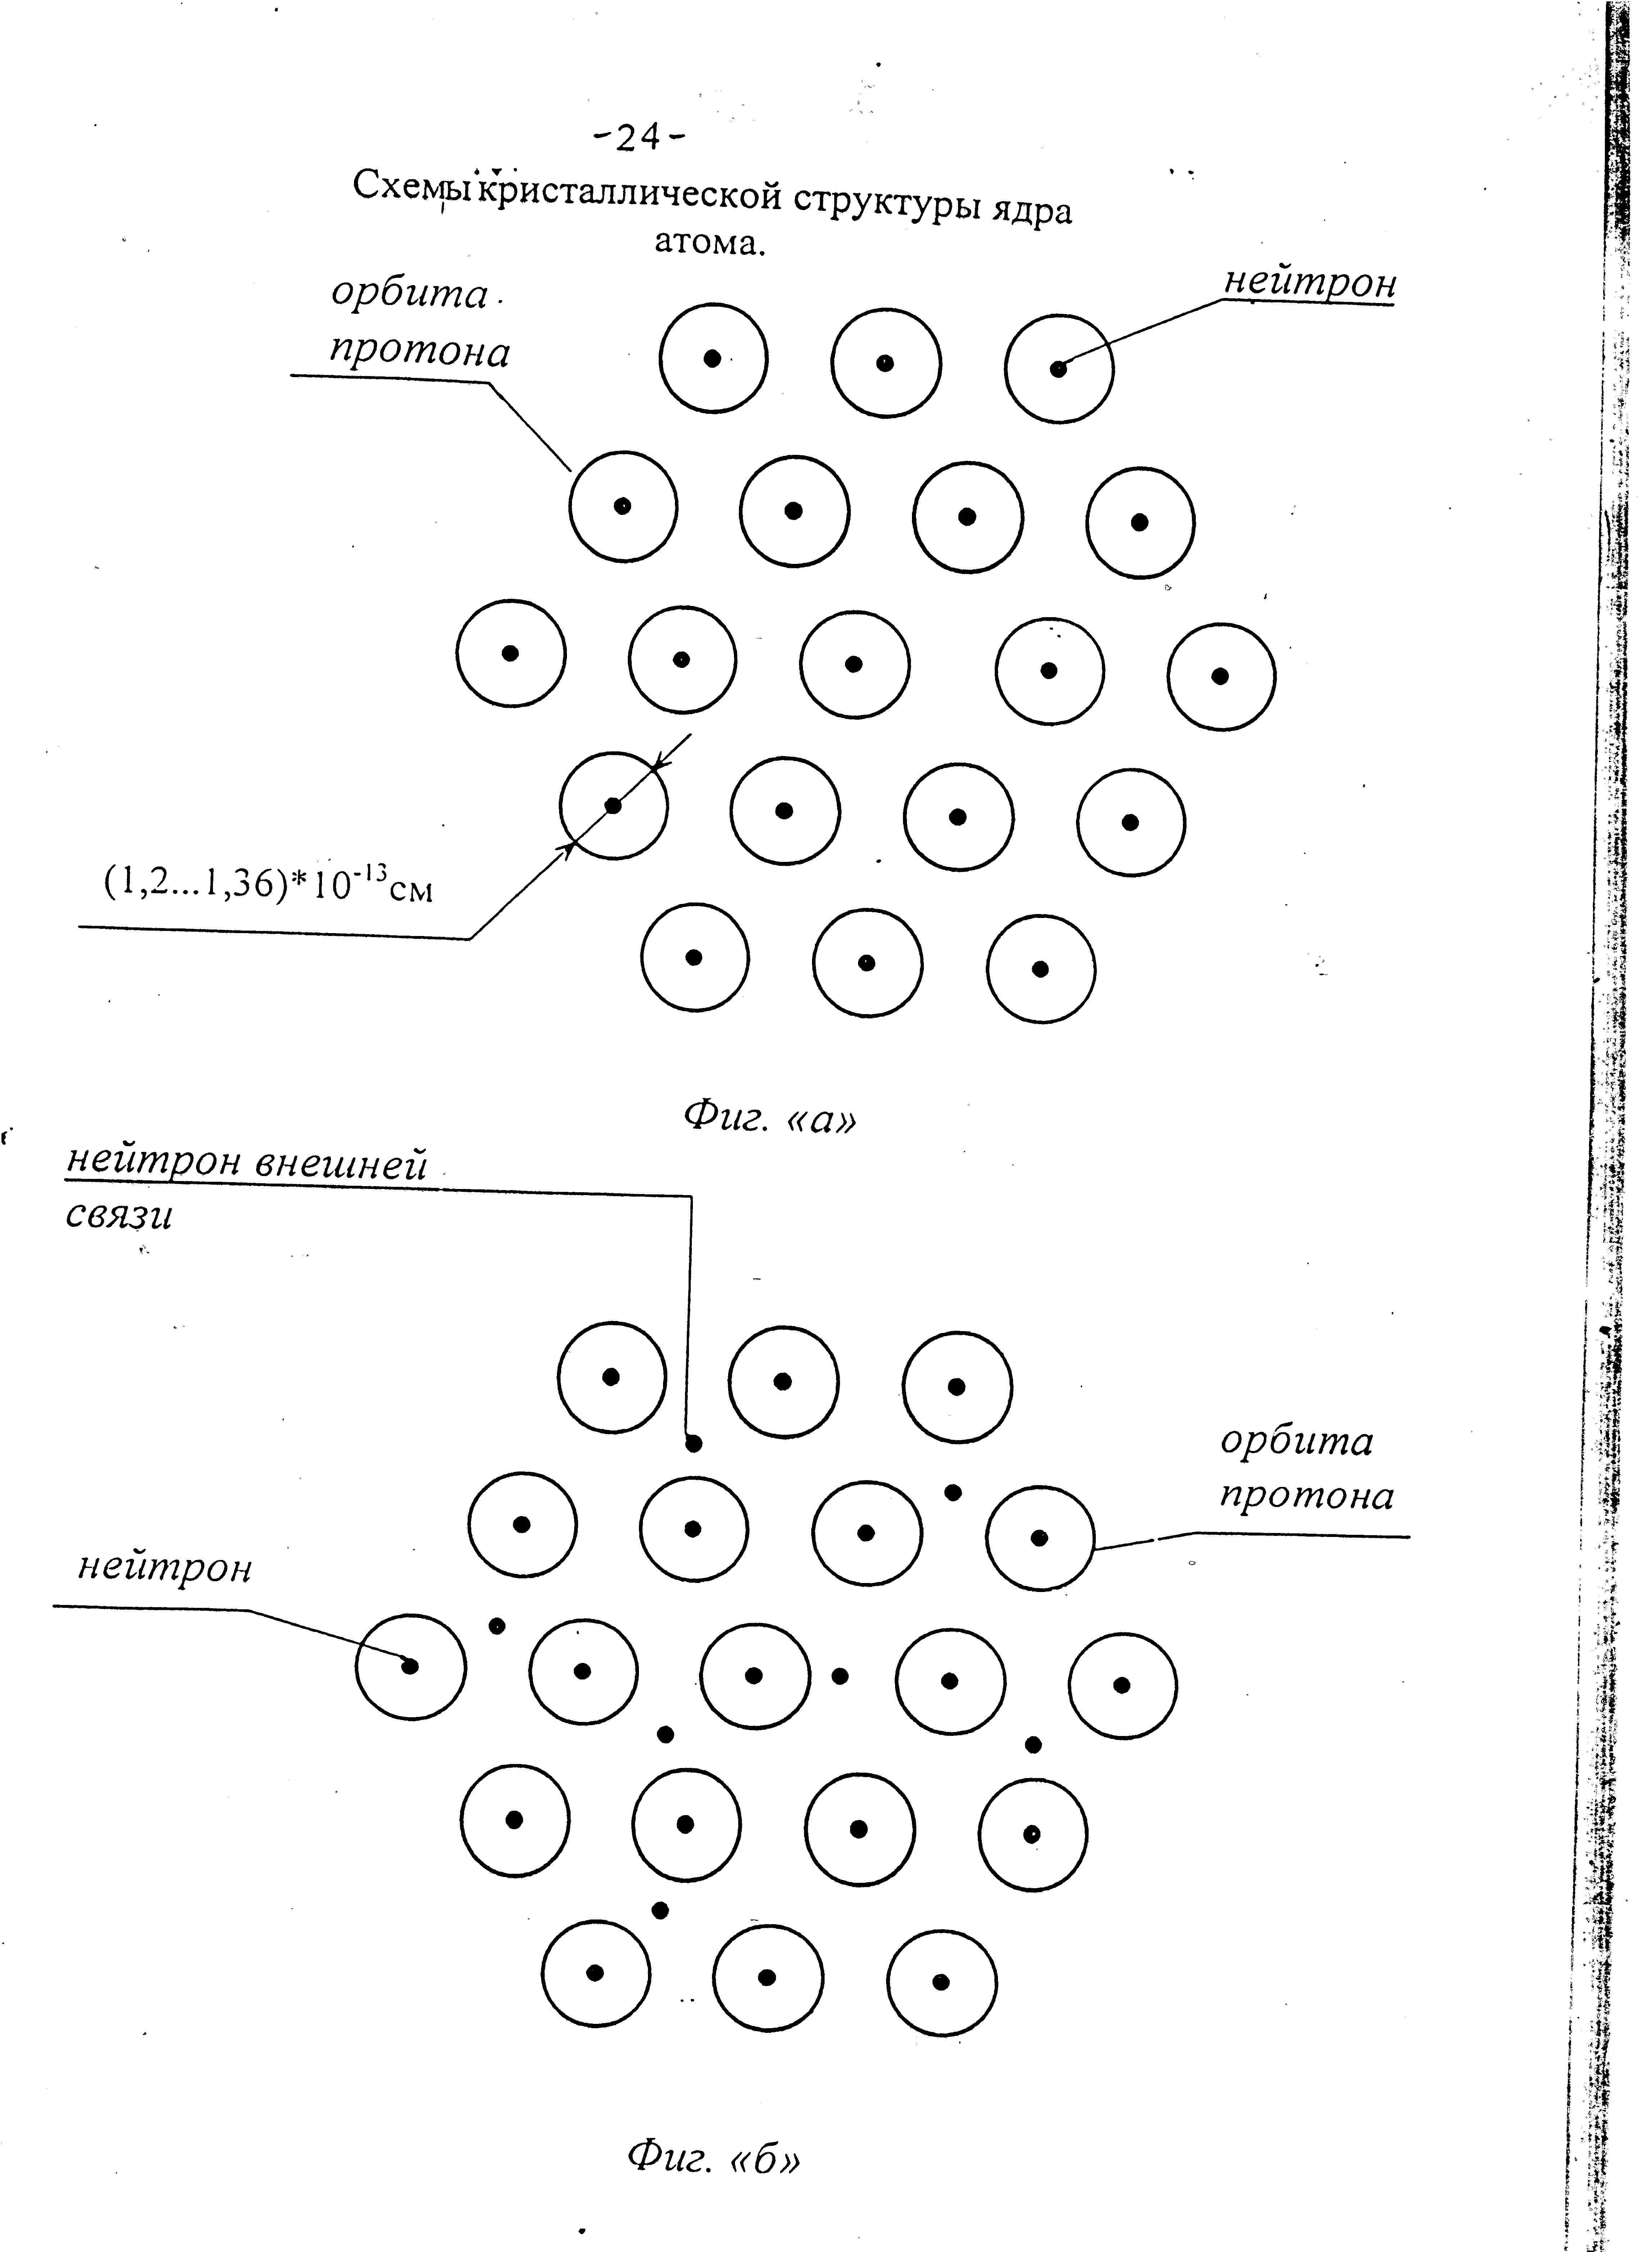 -24-
Схемы кристаллической структуры ядра
атома.
орбита
протона
нейтрон
(1,2...1,36)*10⁻¹³см
Фиг. «а»
нейтрон внешней
связи
орбита
протона
нейтрон
Фиг. «б»